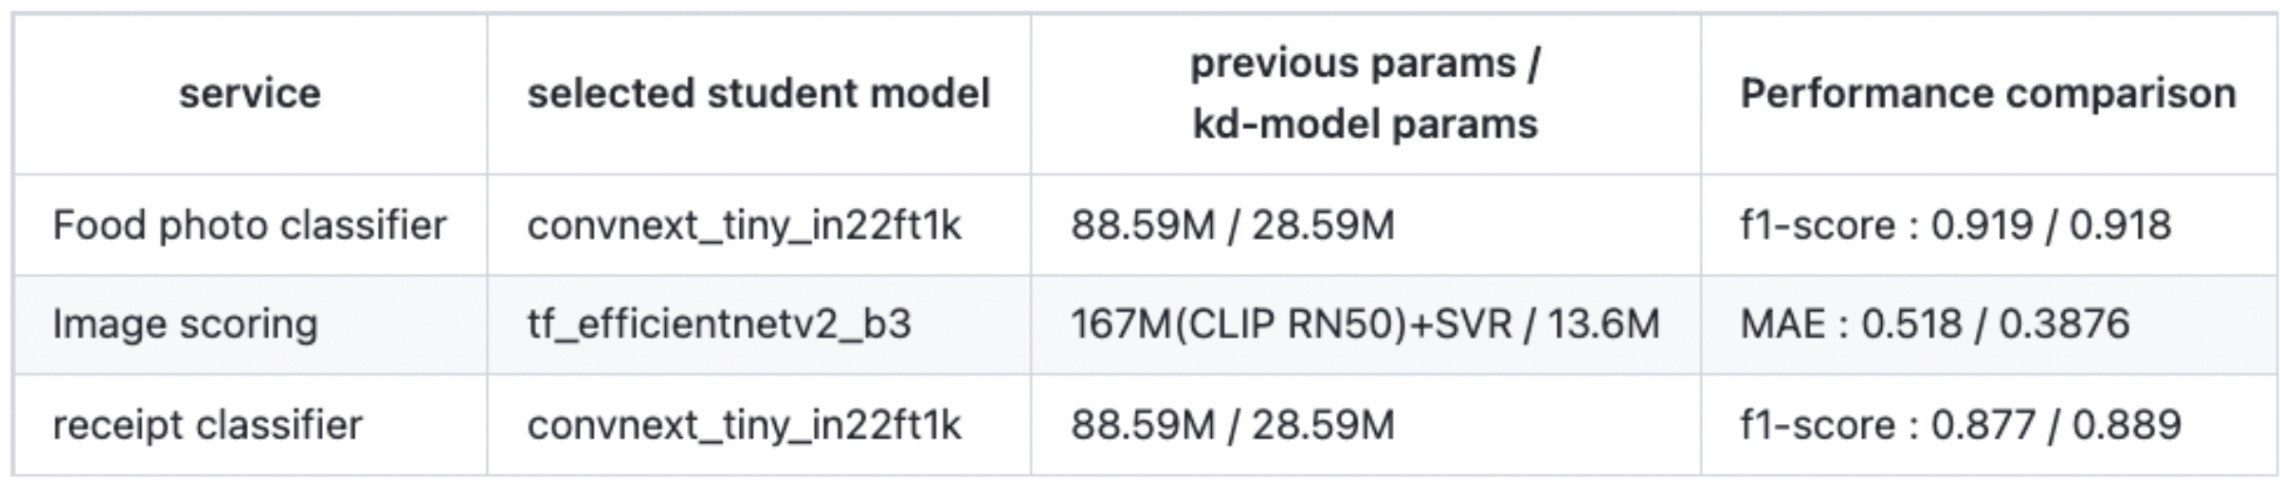 service
selected student model
previous params /
kd-model params
Performance comparison
Food photo classifier
convnext_tiny_in22ft1k
88.59M / 28.59M
f1-score : 0.919 / 0.918
Image scoring
tf_efficientnetv2_b3
167M(CLIP RN50)+SVR / 13.6M
MAE : 0.518 / 0.3876
receipt classifier
convnext_tiny_in22ft1k
88.59M / 28.59M
f1-score : 0.877 / 0.889